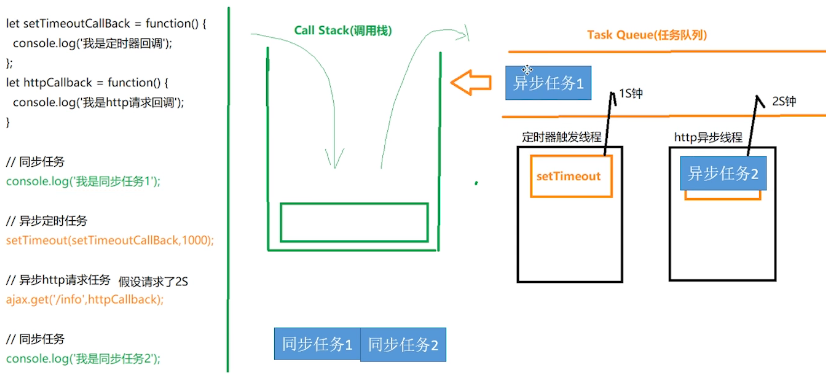 let setTimeoutCallBack = function() {
console.log('我是定时器回调');
};
let httpCallback = function() {
console.log('我是http请求回调');
}
// 同步任务
console.log('我是同步任务1');
// 异步定时任务
setTimeout(setTimeoutCallBack,1000);
// 异步http请求任务 假设请求了2S
ajax.get('/info',httpCallback);
// 同步任务
console.log('我是同步任务2');
Call Stack(调用栈)
同步任务1
同步任务2
Task Queue(任务队列)
异步任务1
1S钟
2S钟
定时器触发线程
http异步线程
setTimeout
异步任务2